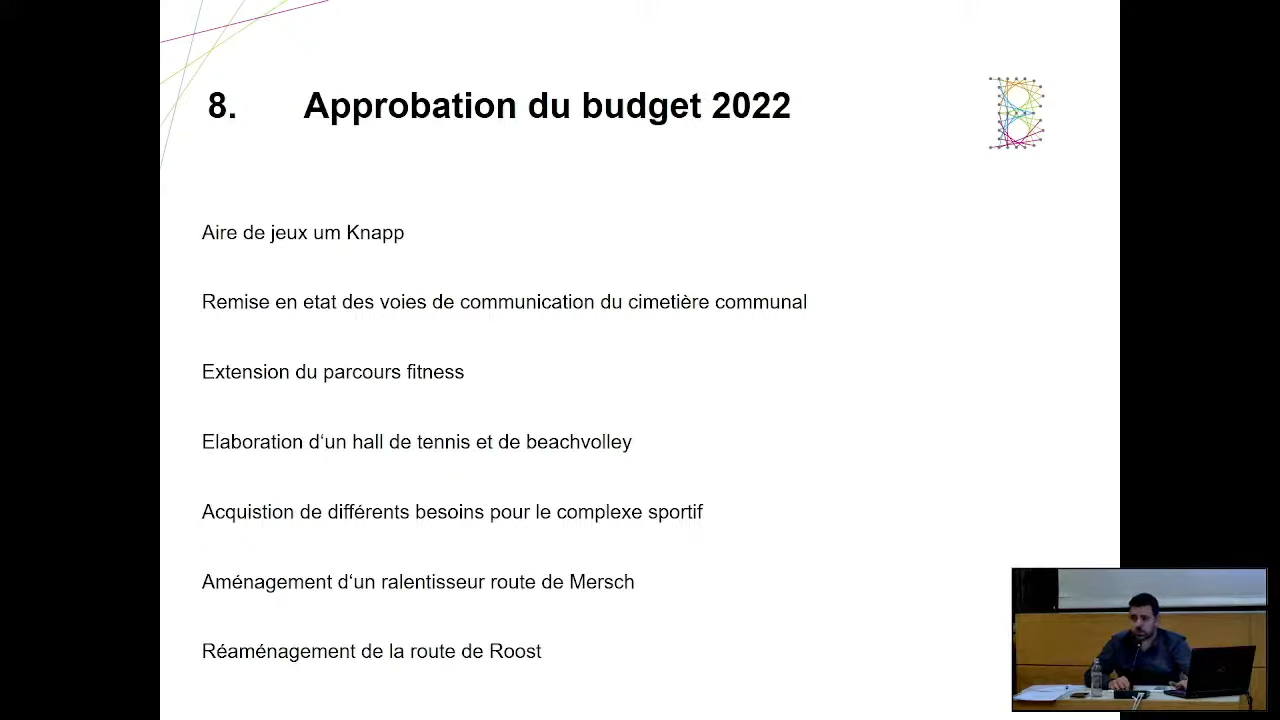 8. Approbation du budget 2022
Aire de jeux um Knapp
Remise en etat des voies de communication du cimetière communal
Extension du parcours fitness
Elaboration d‘un hall de tennis et de beachvolley
Acquistion de différents besoins pour le complexe sportif
Aménagement d‘un ralentisseur route de Mersch
Réaménagement de la route de Roost